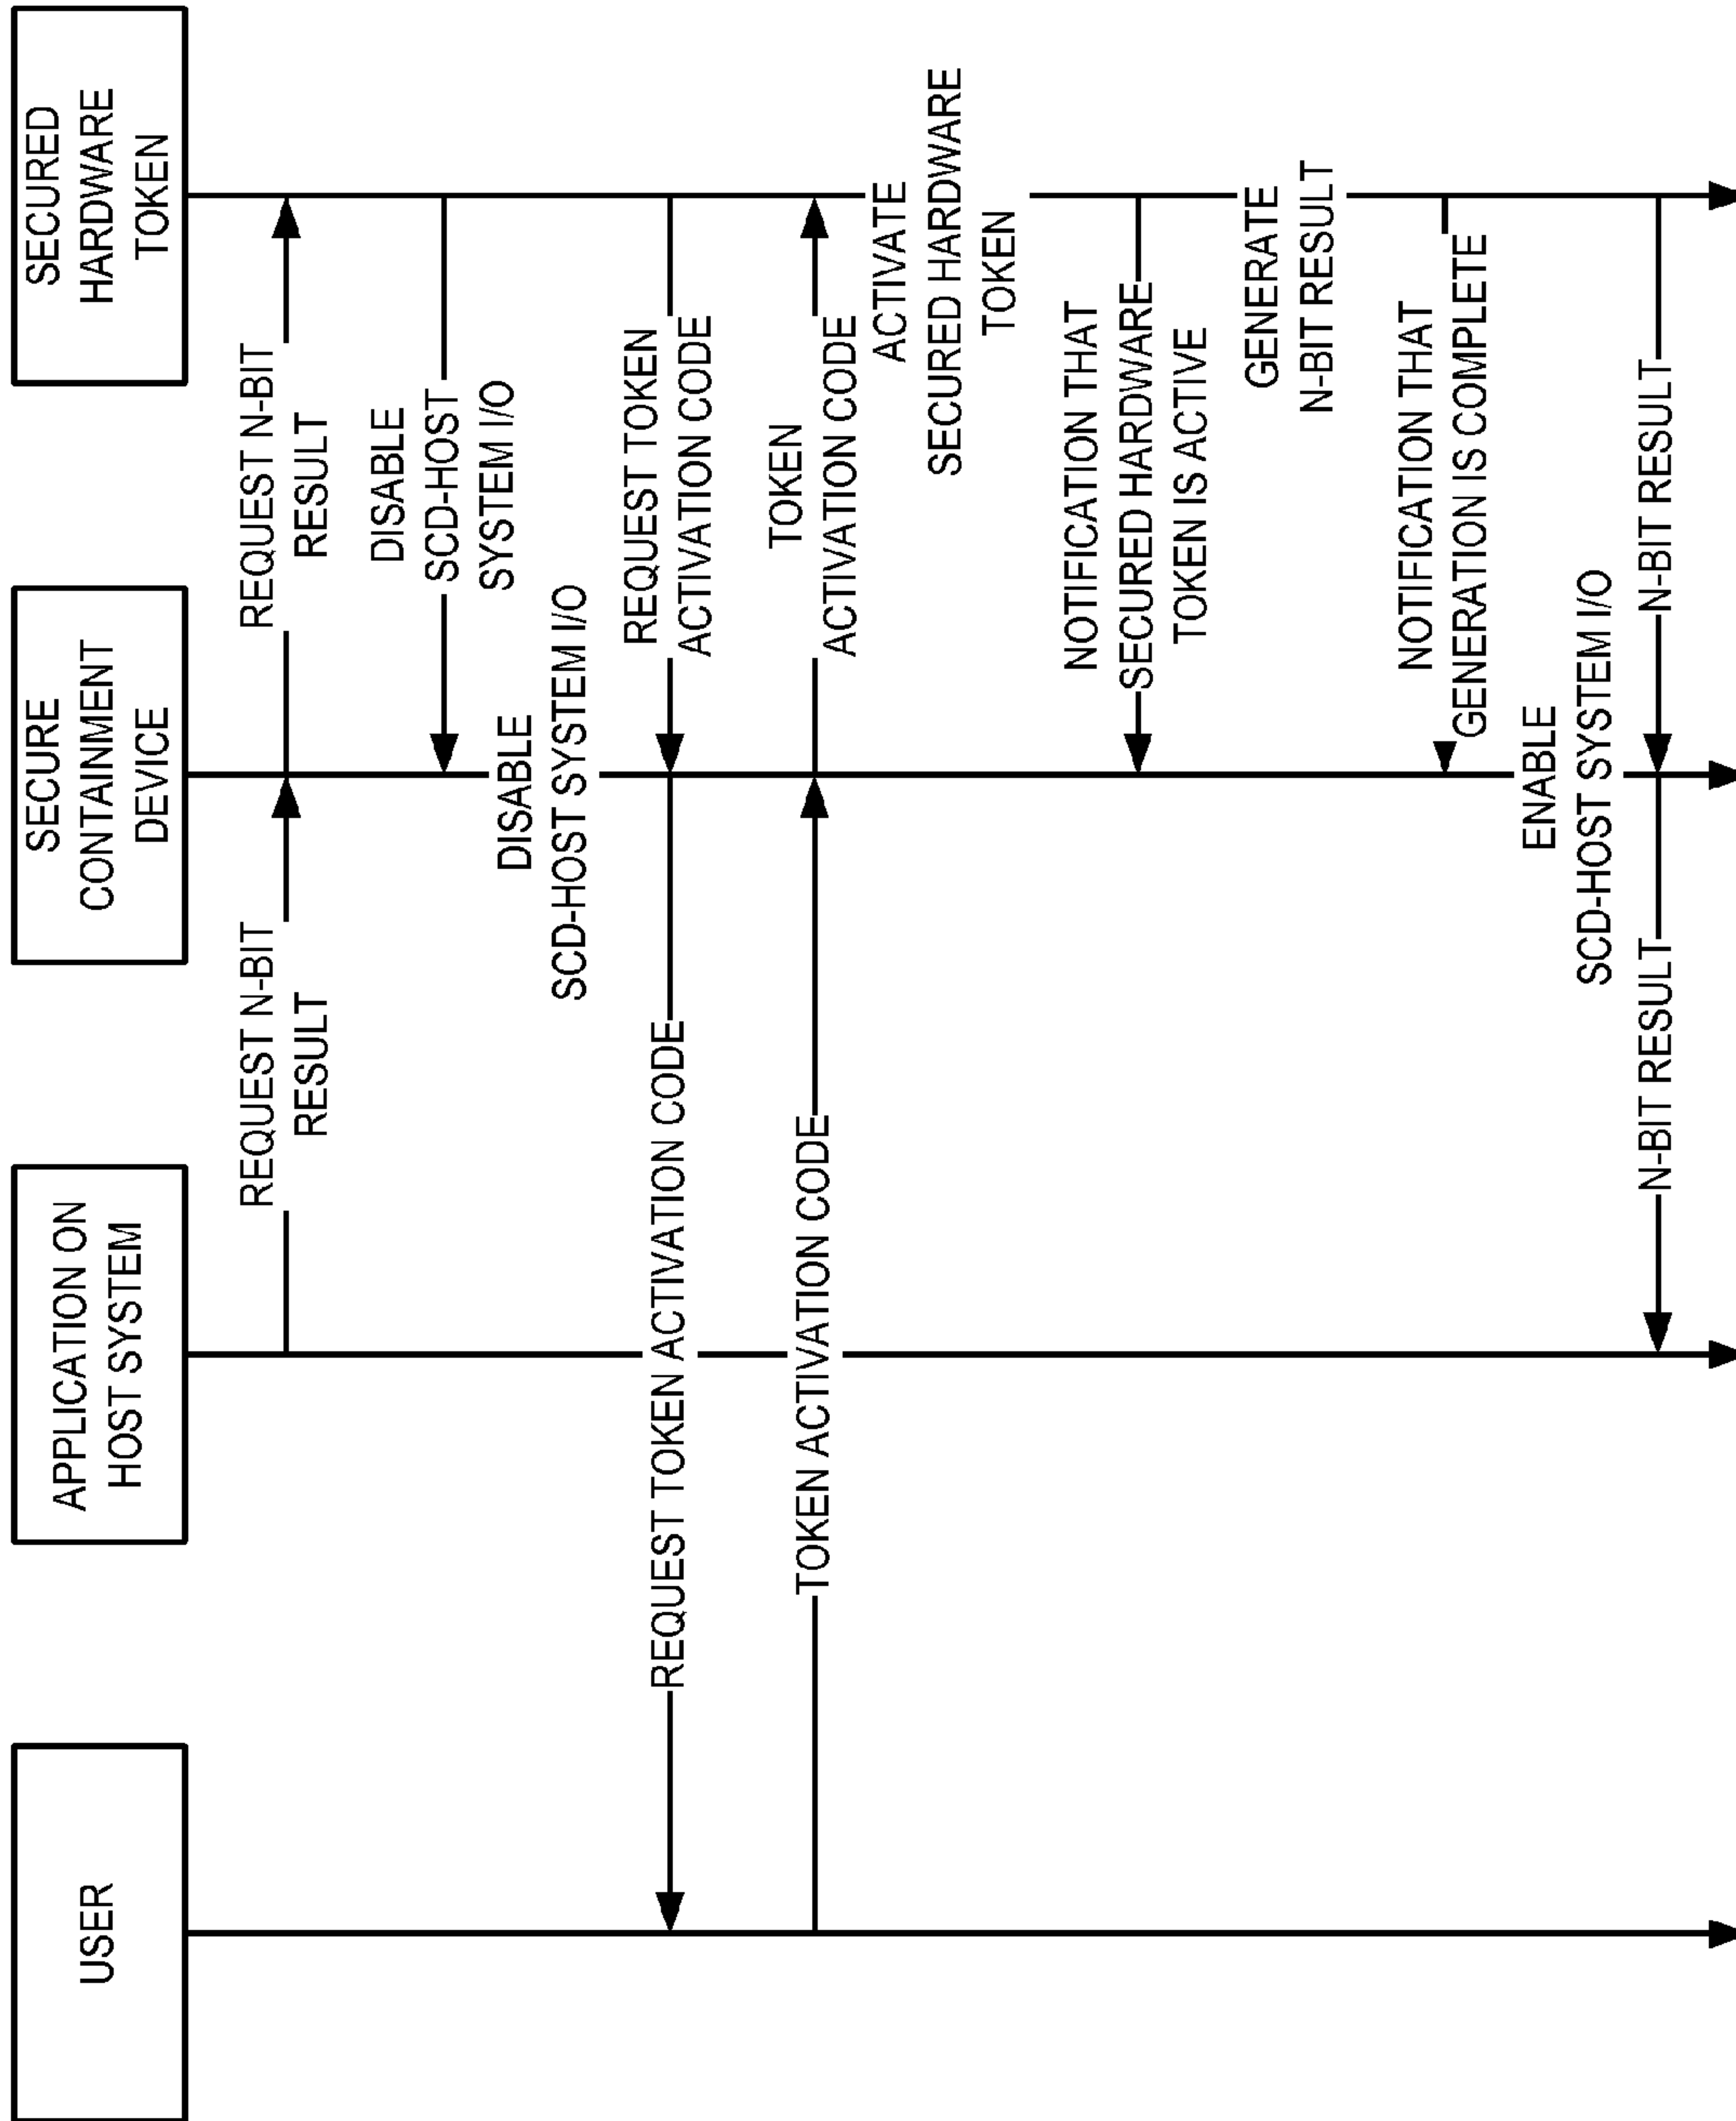 USER
APPLICATION ON
HOST SYSTEM
SECURE
CONTAINMENT
DEVICE
SECURED
HARDWARE
TOKEN
REQUEST N-BIT
RESULT
REQUEST N-BIT
RESULT
DISABLE
SCD-HOST
SYSTEM I/O
DISABLE
SCD-HOST SYSTEM I/O
REQUEST TOKEN
ACTIVATION CODE
REQUEST TOKEN ACTIVATION CODE
TOKEN ACTIVATION CODE
TOKEN
ACTIVATION CODE
ACTIVATE
SECURED HARDWARE
TOKEN
NOTIFICATION THAT
SECURED HARDWARE
TOKEN IS ACTIVE
GENERATE
N-BIT RESULT
NOTIFICATION THAT
GENERATION IS COMPLETE
ENABLE
SCD-HOST SYSTEM I/O
N-BIT RESULT
N-BIT RESULT